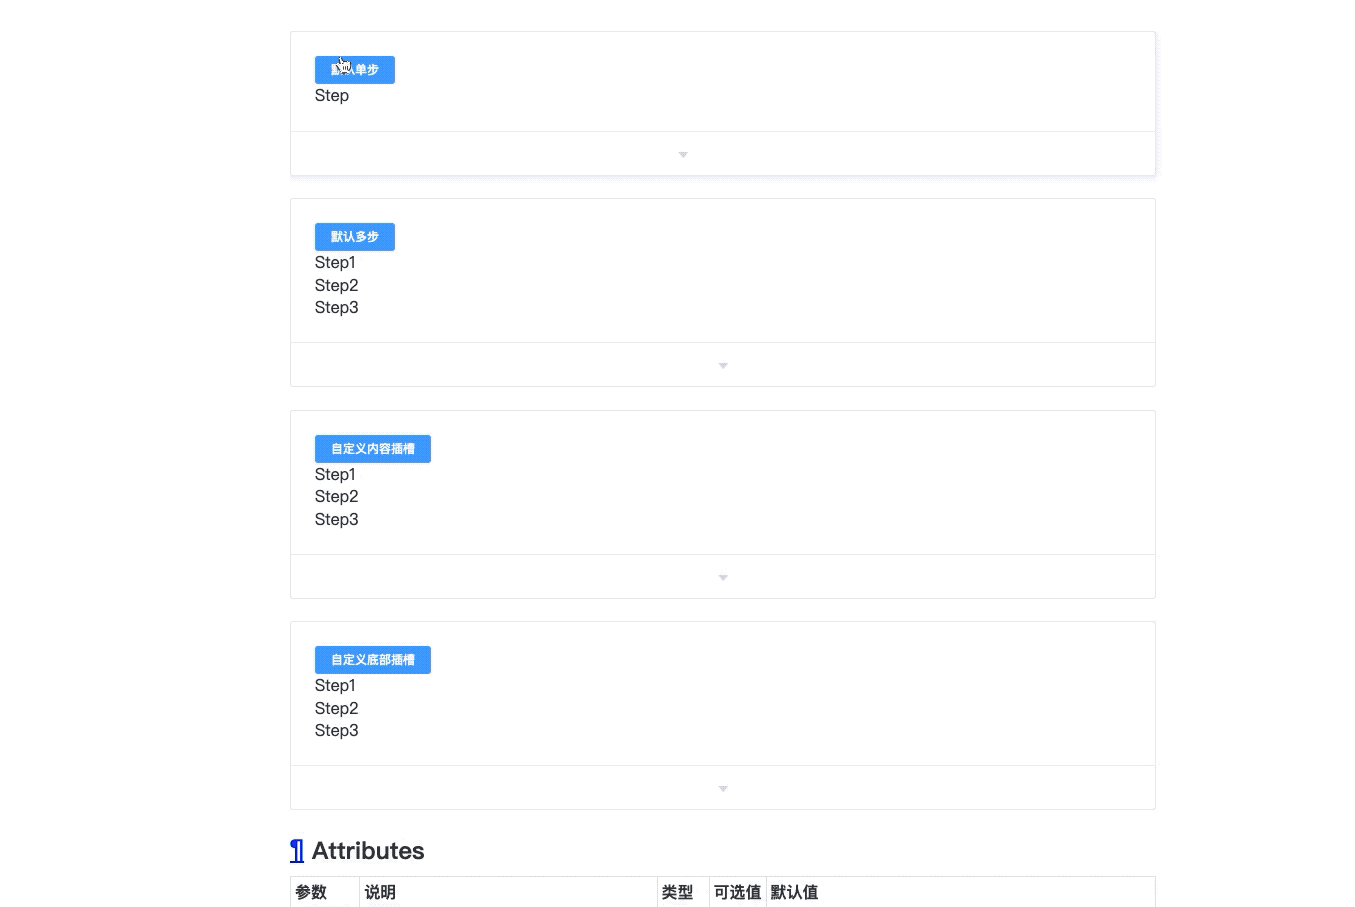 默认单步
Step
默认多步
Step1
Step2
Step3
自定义内容插槽
Step1
Step2
Step3
自定义底部插槽
Step1
Step2
Step3
¶ Attributes
参数 说明 类型 可选值 默认值